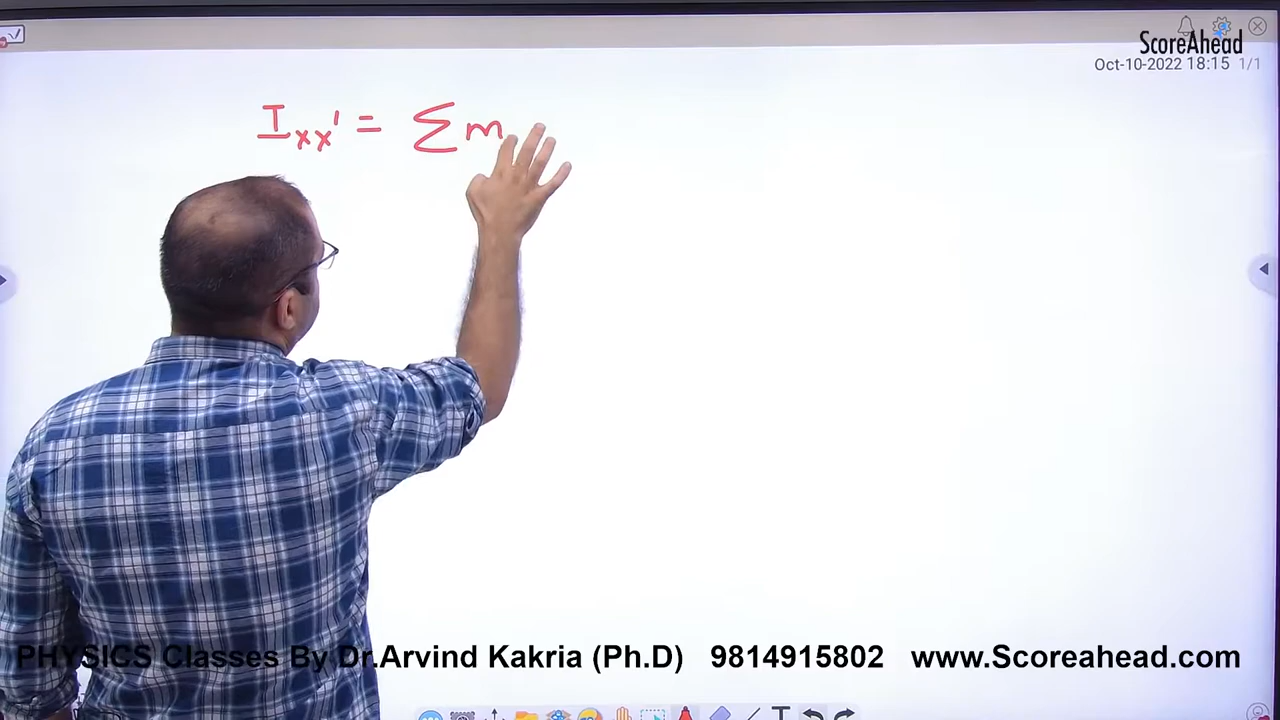 ScoreAhead
Oct-10-2022 18:15 1/1
Ixx' = Σm
PHYSICS Classes By Dr.Arvind Kakria (Ph.D) 9814915802 www.Scoreahead.com